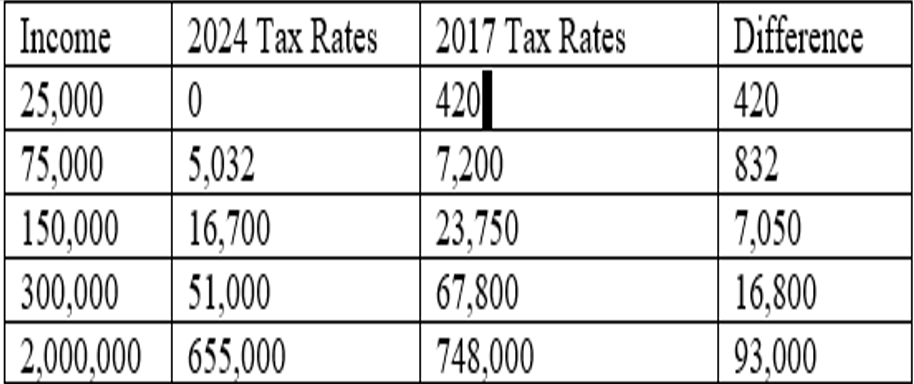 Income 2024 Tax Rates 2017 Tax Rates Difference
25,000 0 420 420
75,000 5,032 7,200 832
150,000 16,700 23,750 7,050
300,000 51,000 67,800 16,800
2,000,000 655,000 748,000 93,000